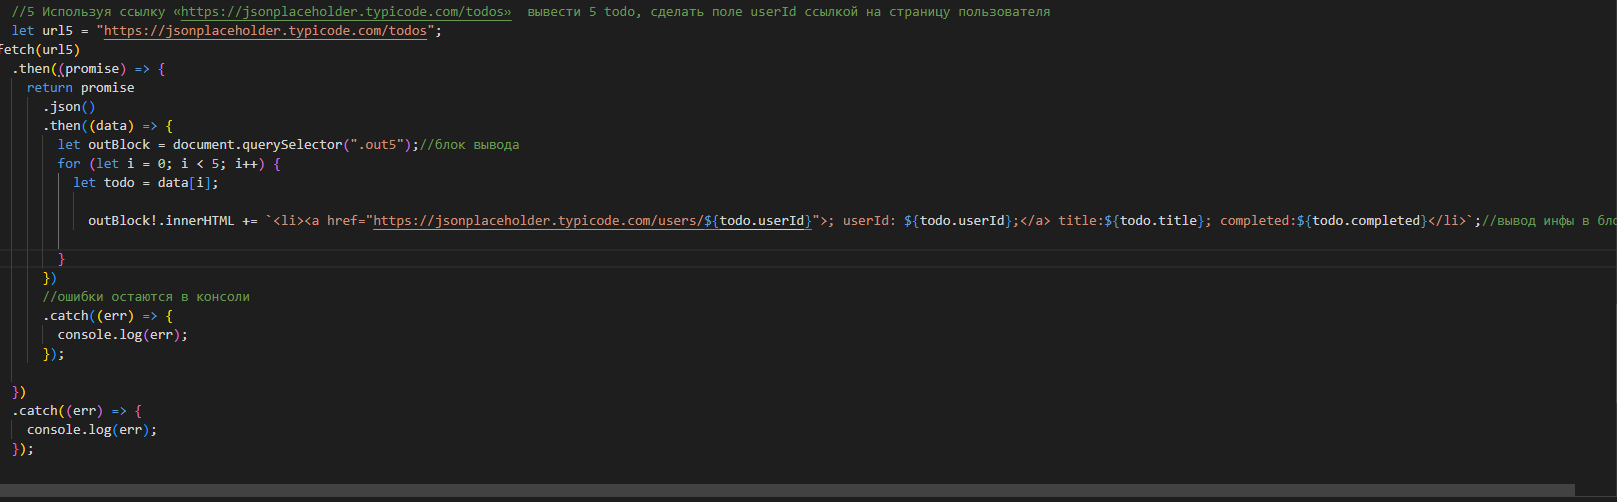 //5 Используя ссылку «https://jsonplaceholder.typicode.com/todos»  вывести 5 todo, сделать поле userId ссылкой на страницу пользователя
let url5 = "https://jsonplaceholder.typicode.com/todos";
fetch(url5)
.then((promise) => {
return promise
.json()
.then((data) => {
let outBlock = document.querySelector(".out5");//блок вывода
for (let i = 0; i < 5; i++) {
let todo = data[i];
outBlock!.innerHTML += `<li><a href="https://jsonplaceholder.typicode.com/users/${todo.userId}">; userId: ${todo.userId};</a> title:${todo.title}; completed:${todo.completed}</li>`;//вывод инфы в
}
})
//ошибки остаются в консоли
.catch((err) => {
console.log(err);
});
})
.catch((err) => {
console.log(err);
});